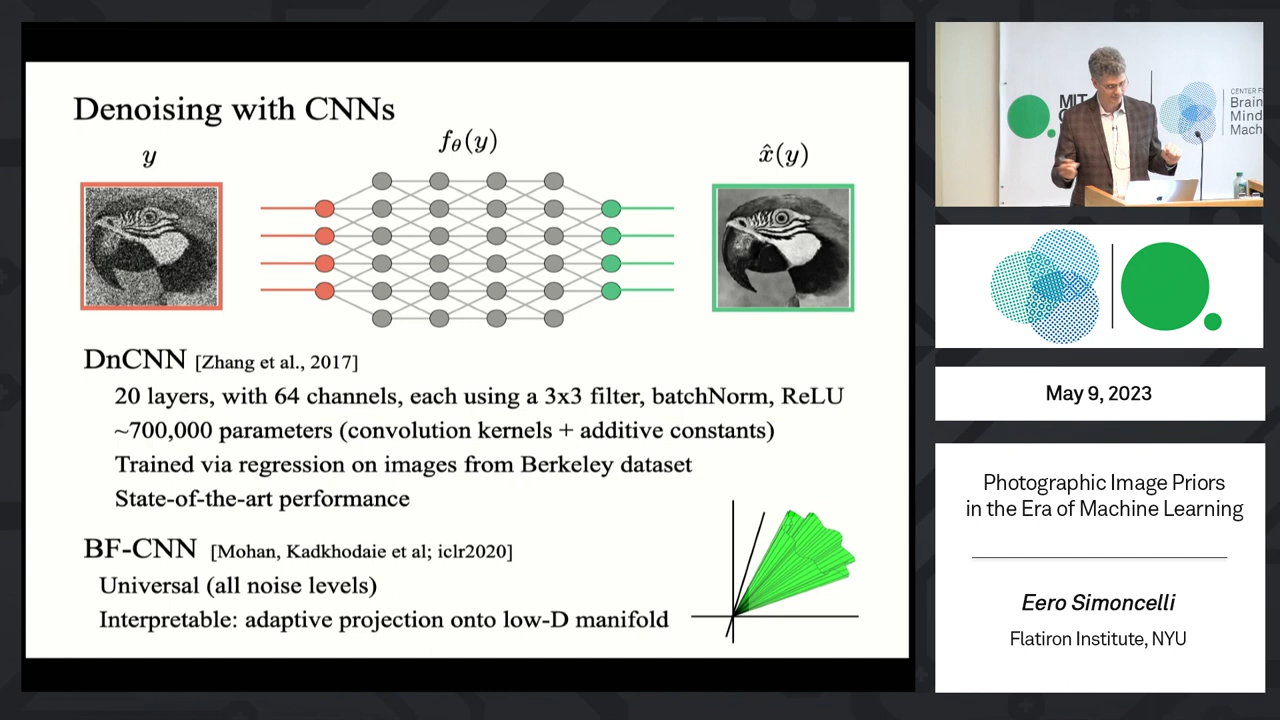 Denoising with CNNs
y
fθ(y)
x̂(y)
DnCNN [Zhang et al., 2017]
20 layers, with 64 channels, each using a 3x3 filter, batchNorm, ReLU
~700,000 parameters (convolution kernels + additive constants)
Trained via regression on images from Berkeley dataset
State-of-the-art performance
BF-CNN [Mohan, Kadkhodaie et al; iclr2020]
Universal (all noise levels)
Interpretable: adaptive projection onto low-D manifold
MIT
CENTER FO
Brain
Mind
Mach
May 9, 2023
Photographic Image Priors
in the Era of Machine Learning
Eero Simoncelli
Flatiron Institute, NYU